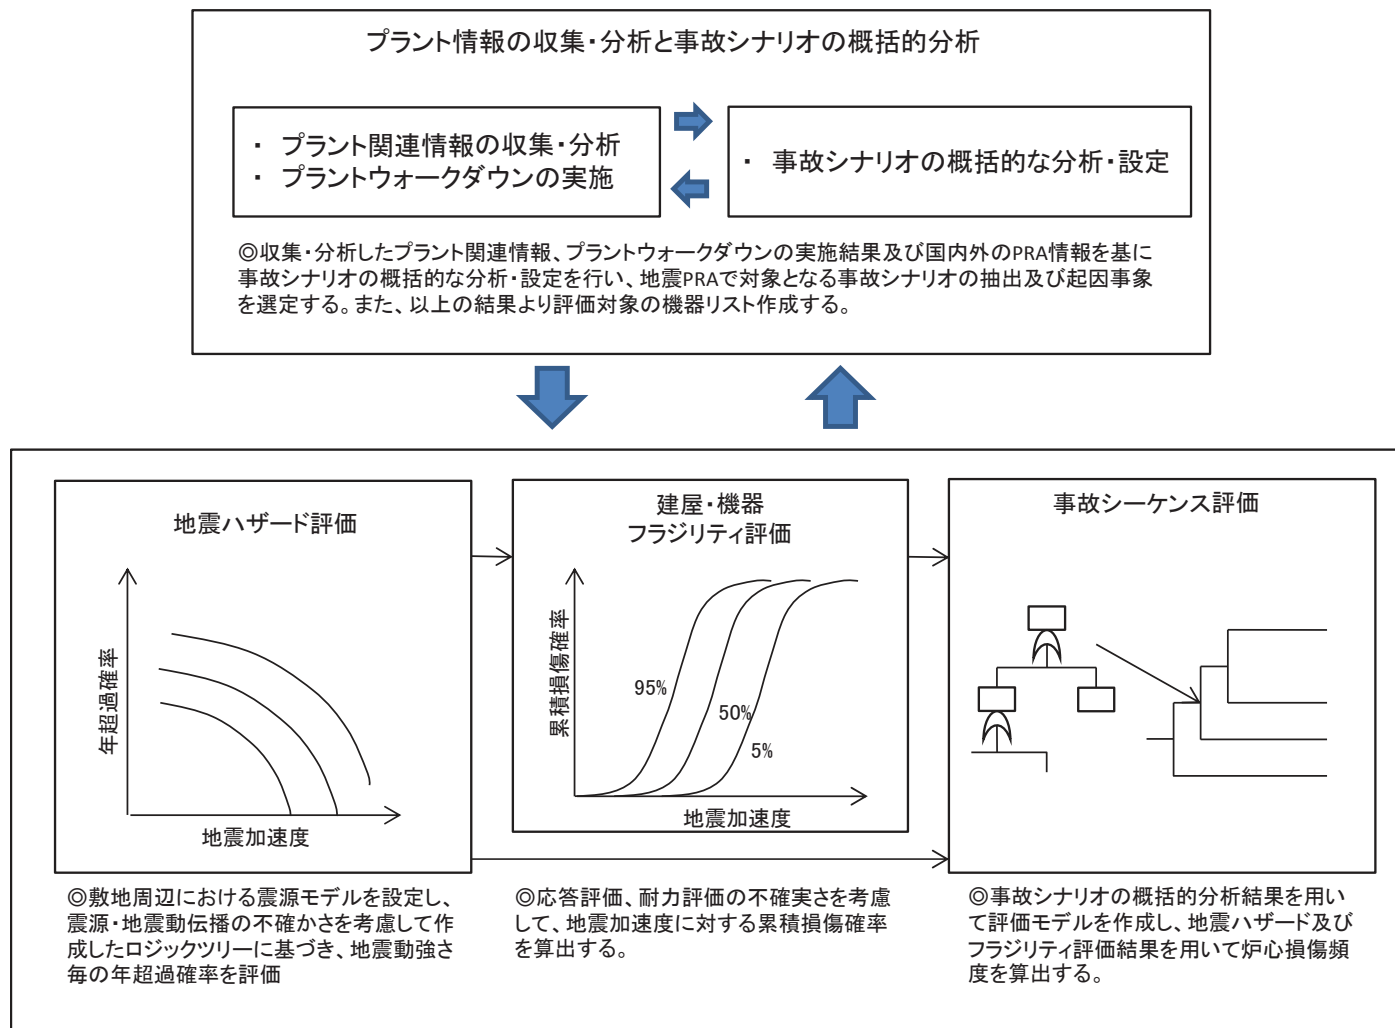 プラント情報の収集・分析と事故シナリオの概括的分析
・ プラント関連情報の収集・分析
・ プラントウォークダウンの実施
・ 事故シナリオの概括的な分析・設定
◎収集・分析したプラント関連情報、プラントウォークダウンの実施結果及び国内外のPRA情報を基に
事故シナリオの概括的な分析・設定を行い、地震PRAで対象となる事故シナリオの抽出及び起因事象
を選定する。また、以上の結果より評価対象の機器リスト作成する。
地震ハザード評価
年超過確率
地震加速度
建屋・機器
フラジリティ評価
累積損傷確率
95%
50%
5%
地震加速度
事故シーケンス評価
◎敷地周辺における震源モデルを設定し、
震源・地震動伝播の不確かさを考慮して作
成したロジックツリーに基づき、地震動強さ
毎の年超過確率を評価
◎応答評価、耐力評価の不確実さを考慮
して、地震加速度に対する累積損傷確率
を算出する。
◎事故シナリオの概括的分析結果を用い
て評価モデルを作成し、地震ハザード及び
フラジリティ評価結果を用いて炉心損傷頻
度を算出する。